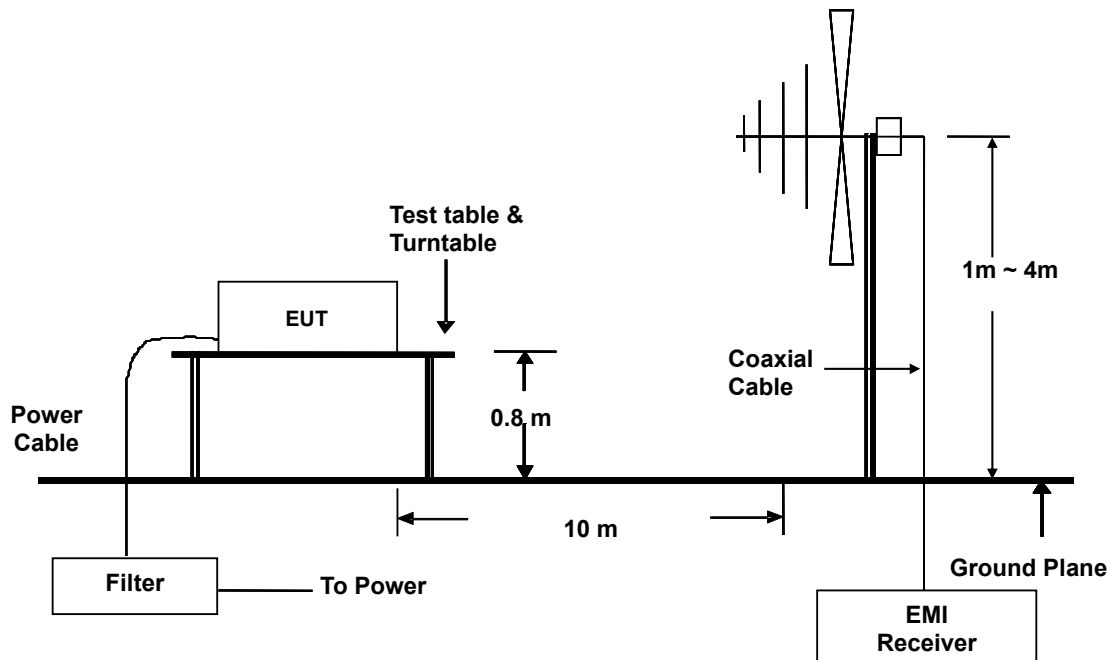 Test table &
Turntable
EUT
1m ~ 4m
Coaxial
Cable
0.8 m
Power
Cable
10 m
Filter
To Power
Ground Plane
EMI
Receiver